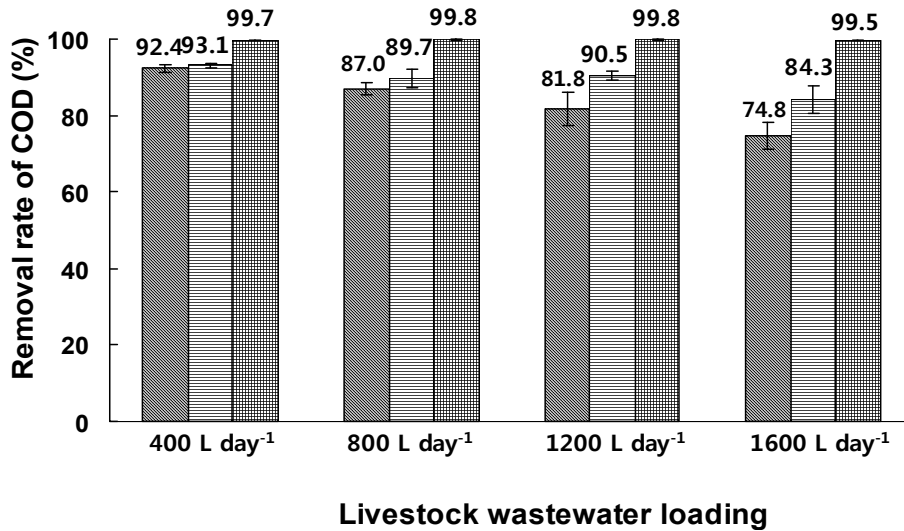 99.7
99.8
99.8
99.5
92.4 93.1
87.0
89.7
81.8
90.5
74.8
84.3
100
80
60
40
20
0
Removal rate of COD (%)
400 L day⁻¹
800 L day⁻¹
1200 L day⁻¹
1600 L day⁻¹
Livestock wastewater loading